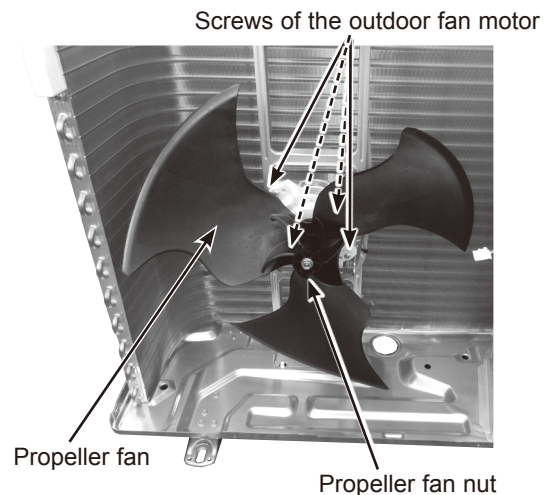 Screws of the outdoor fan motor
Propeller fan
Propeller fan nut